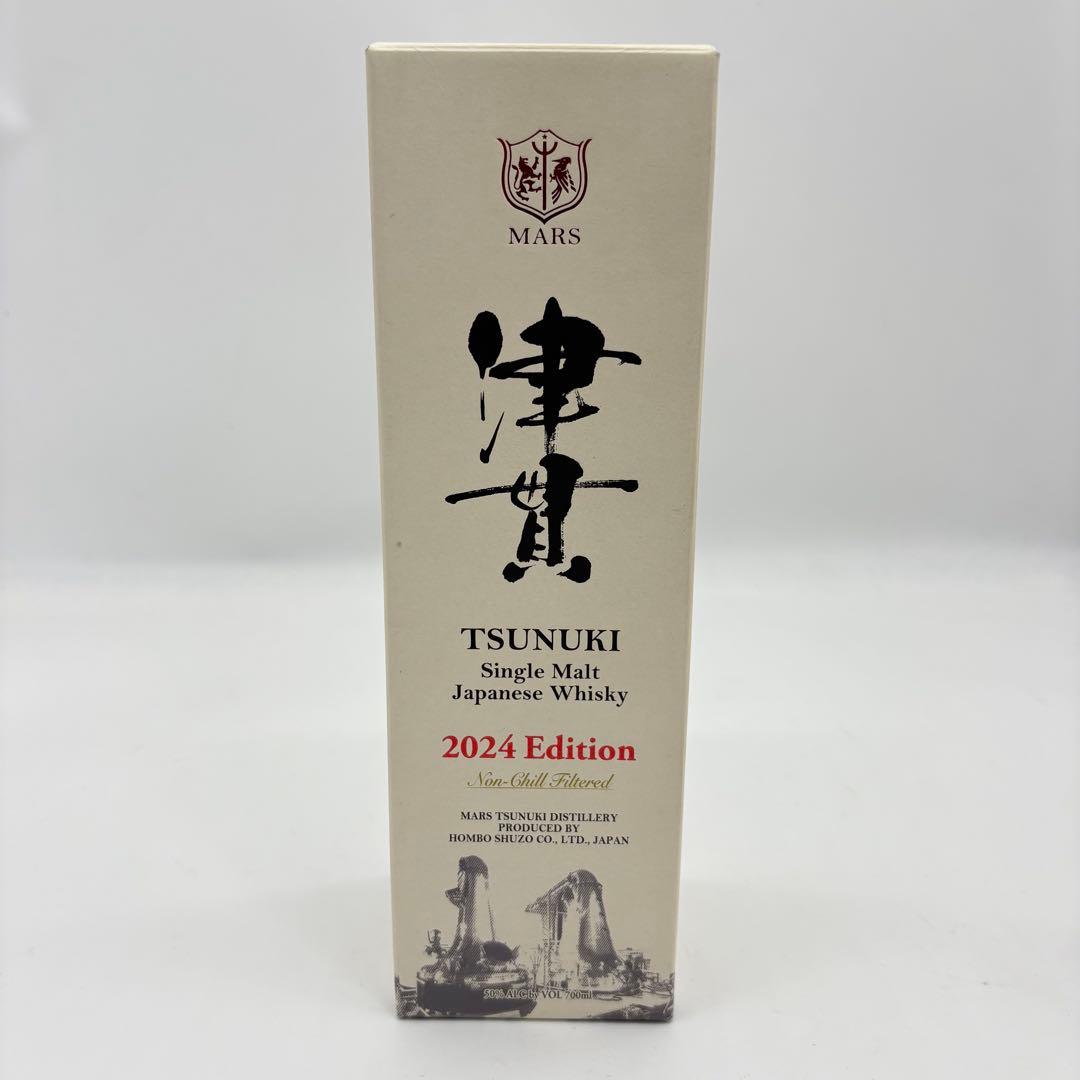 MARS
津
貫
TSUNUKI
Single Malt
Japanese Whisky
2024 Edition
Non-Chill Filtered
MARS TSUNUKI DISTILLERY
PRODUCED BY
HOMBO SHUZO CO., LTD., JAPAN
50% ALC by VOL 700ml